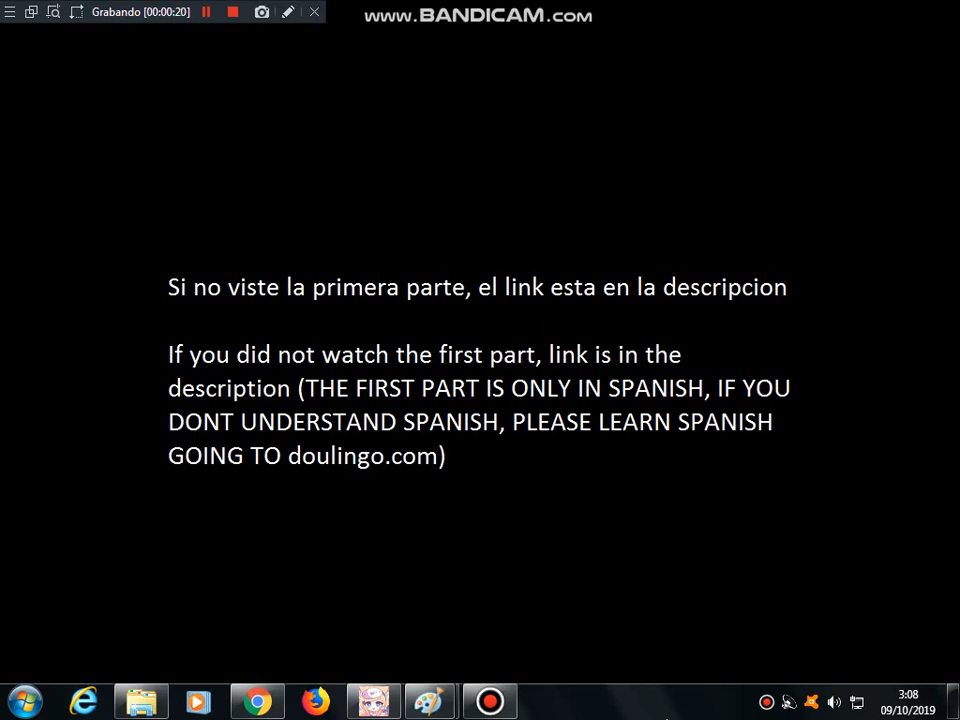 Grabando [00:00:20]
www.BANDICAM.com
Si no viste la primera parte, el link esta en la descripcion
If you did not watch the first part, link is in the
description (THE FIRST PART IS ONLY IN SPANISH, IF YOU
DONT UNDERSTAND SPANISH, PLEASE LEARN SPANISH
GOING TO doulingo.com)
3:08
09/10/2019